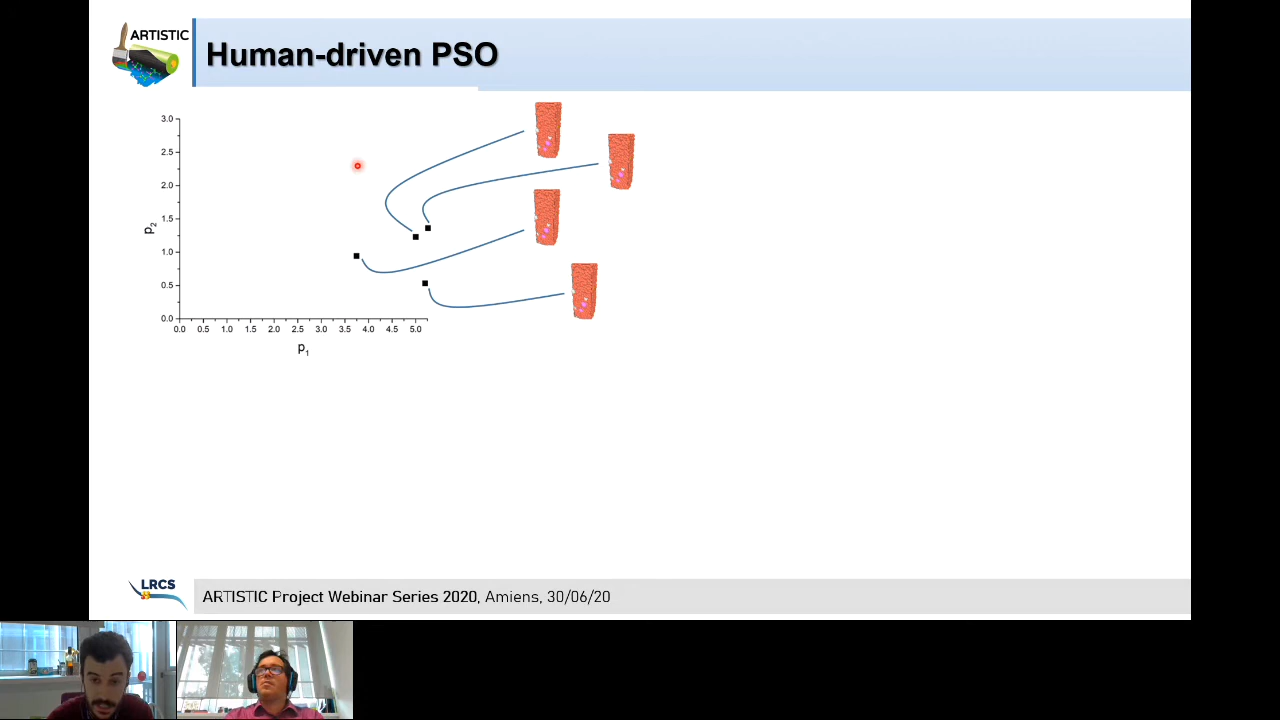 ARTISTIC
Human-driven PSO
3.0
2.5
2.0
1.5
1.0
0.5
0.0
p2
0.0 0.5 1.0 1.5 2.0 2.5 3.0 3.5 4.0 4.5 5.0
p1
LRCS
ARTISTIC Project Webinar Series 2020, Amiens, 30/06/20